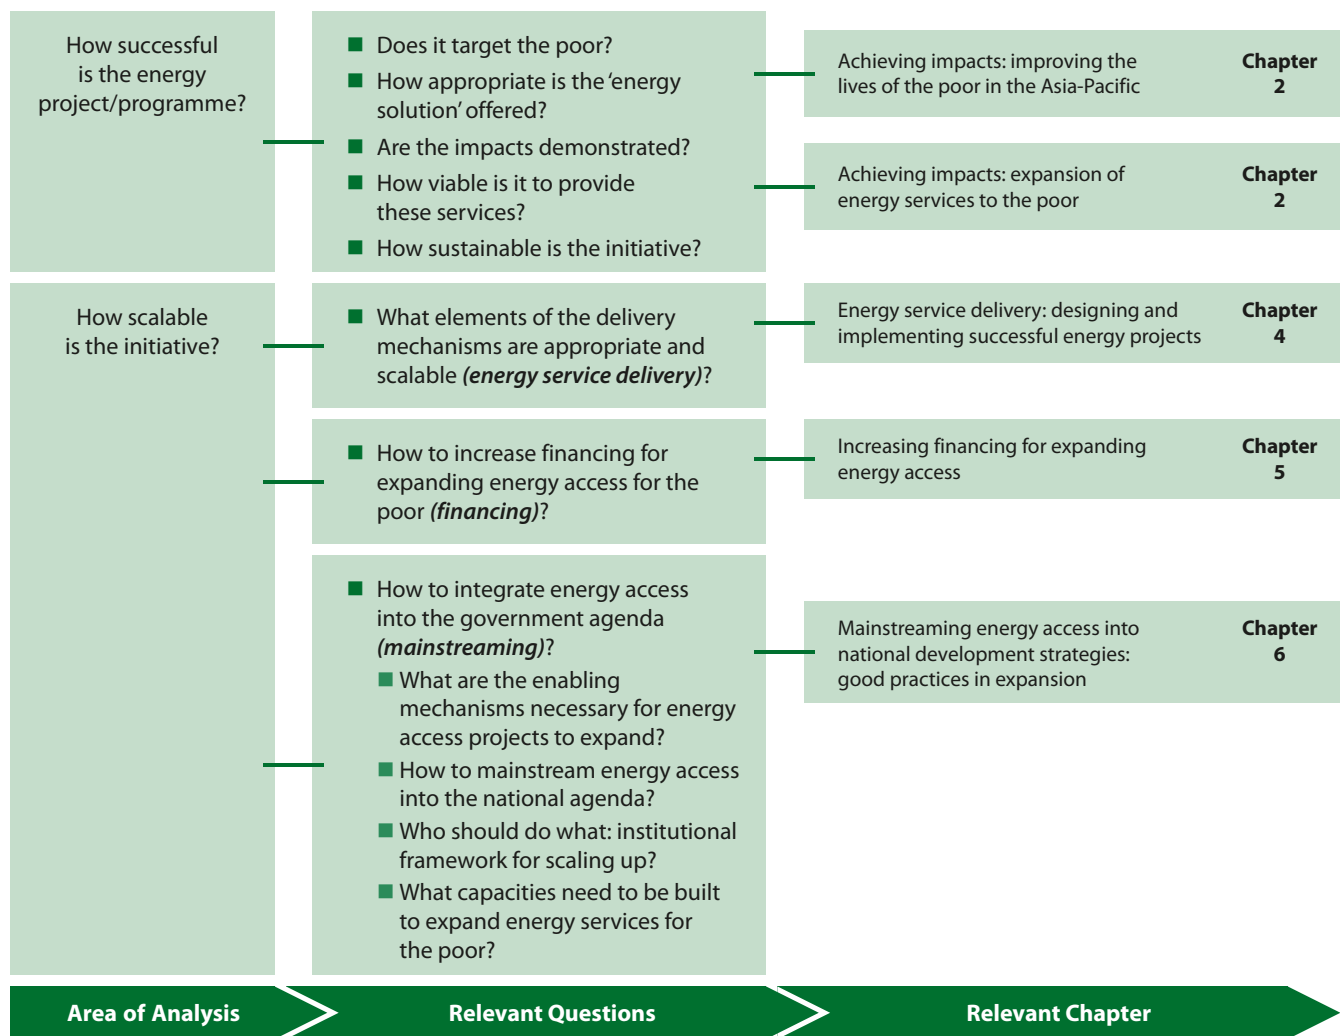 How successful
is the energy
project/programme?
Does it target the poor?
How appropriate is the ‘energy
solution’ offered?
Are the impacts demonstrated?
How viable is it to provide
these services?
How sustainable is the initiative?
Achieving impacts: improving the
lives of the poor in the Asia-Pacific
Chapter
2
Achieving impacts: expansion of
energy services to the poor
Chapter
2
How scalable
is the initiative?
What elements of the delivery
mechanisms are appropriate and
scalable (energy service delivery)?
Energy service delivery: designing and
implementing successful energy projects
Chapter
4
How to increase financing for
expanding energy access for the
poor (financing)?
Increasing financing for expanding
energy access
Chapter
5
How to integrate energy access
into the government agenda
(mainstreaming)?
What are the enabling
mechanisms necessary for energy
access projects to expand?
How to mainstream energy access
into the national agenda?
Who should do what: institutional
framework for scaling up?
What capacities need to be built
to expand energy services for
the poor?
Mainstreaming energy access into
national development strategies:
good practices in expansion
Chapter
6
Area of Analysis
Relevant Questions
Relevant Chapter